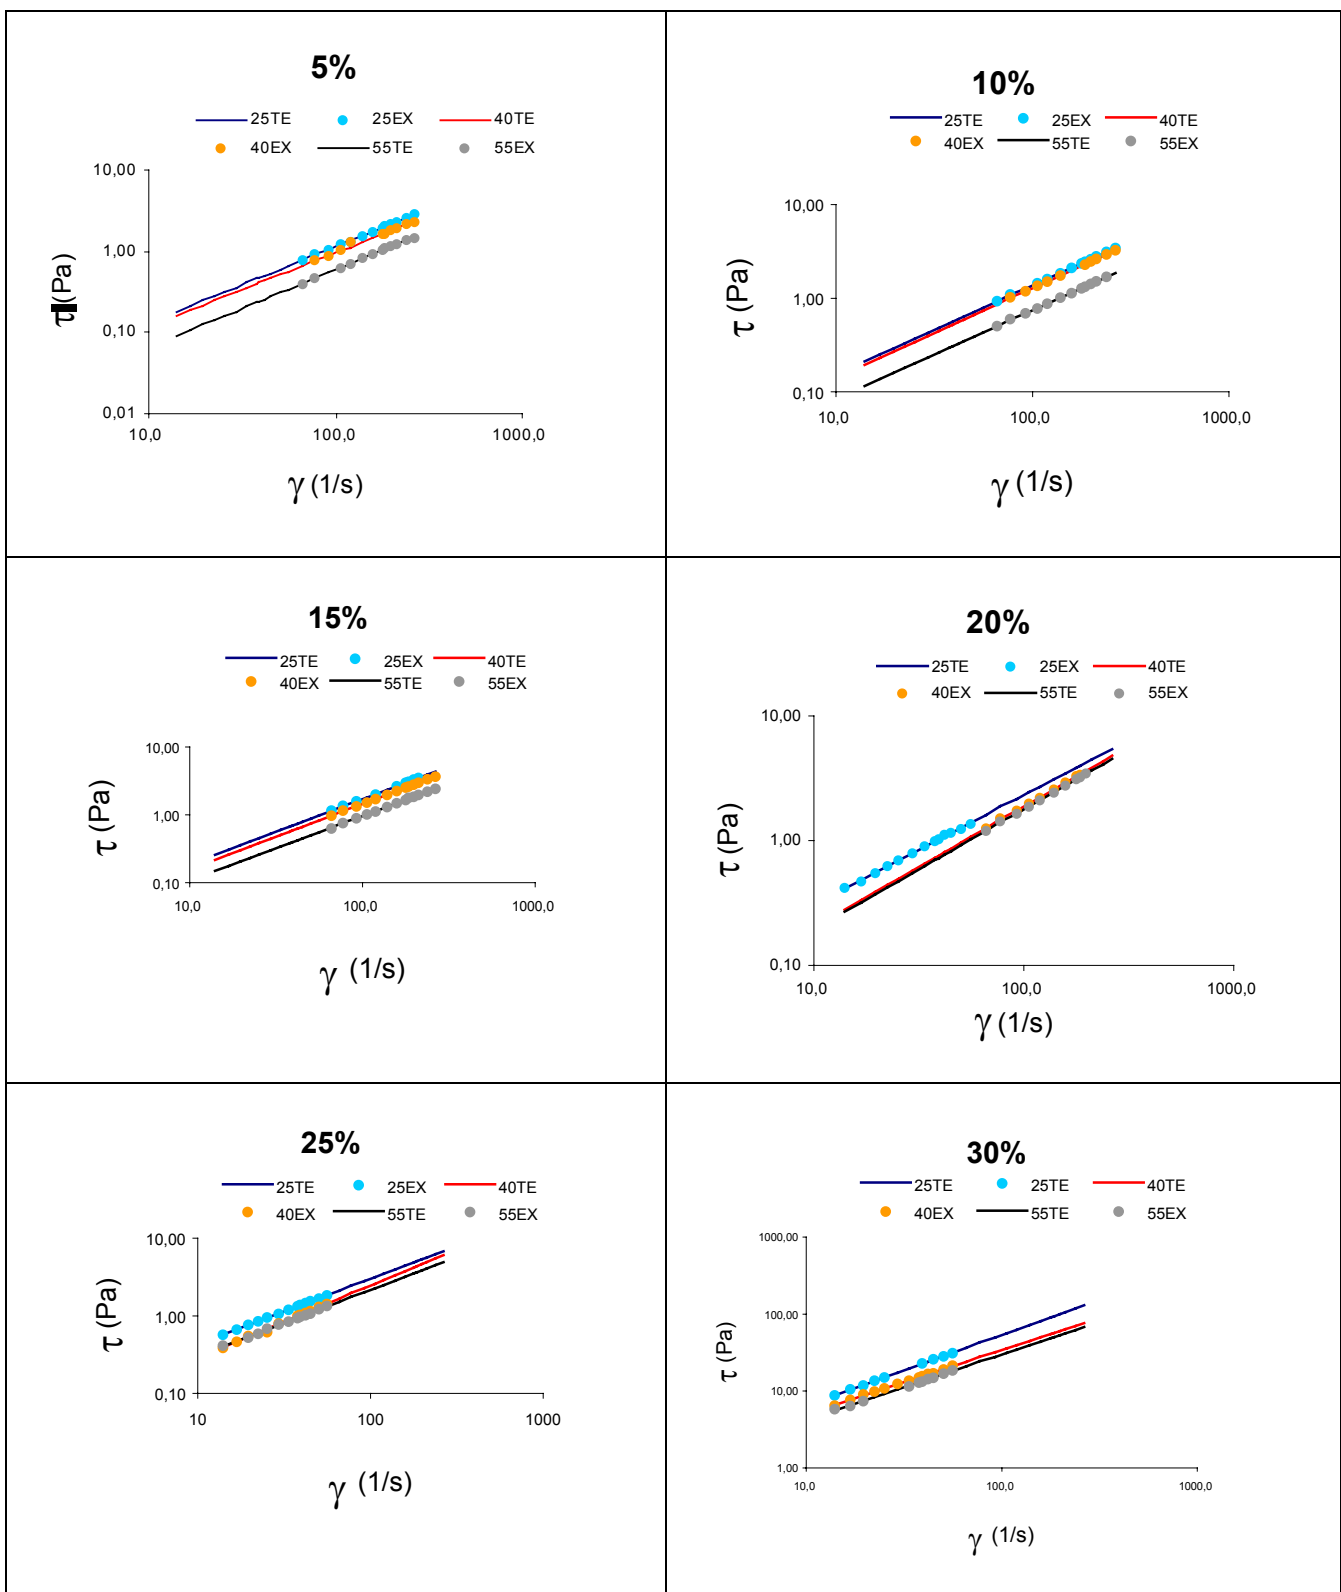 5%
25TE 25EX 40TE
40EX 55TE 55EX
10,00
1,00
0,10
0,01
10,0 100,0 1000,0
τ (Pa)
γ (1/s)
10%
25TE 25EX 40TE
40EX 55TE 55EX
10,00
1,00
0,10
10,0 100,0 1000,0
τ (Pa)
γ (1/s)
15%
25TE 25EX 40TE
40EX 55TE 55EX
10,00
1,00
0,10
10,0 100,0 1000,0
τ (Pa)
γ (1/s)
20%
25TE 25EX 40TE
40EX 55TE 55EX
10,00
1,00
0,10
10,0 100,0 1000,0
τ (Pa)
γ (1/s)
25%
25TE 25EX 40TE
40EX 55TE 55EX
10,00
1,00
0,10
10 100 1000
τ (Pa)
γ (1/s)
30%
25TE 25TE 40TE
40EX 55TE 55EX
1000,00
100,00
10,00
1,00
10,0 100,0 1000,0
τ (Pa)
γ (1/s)